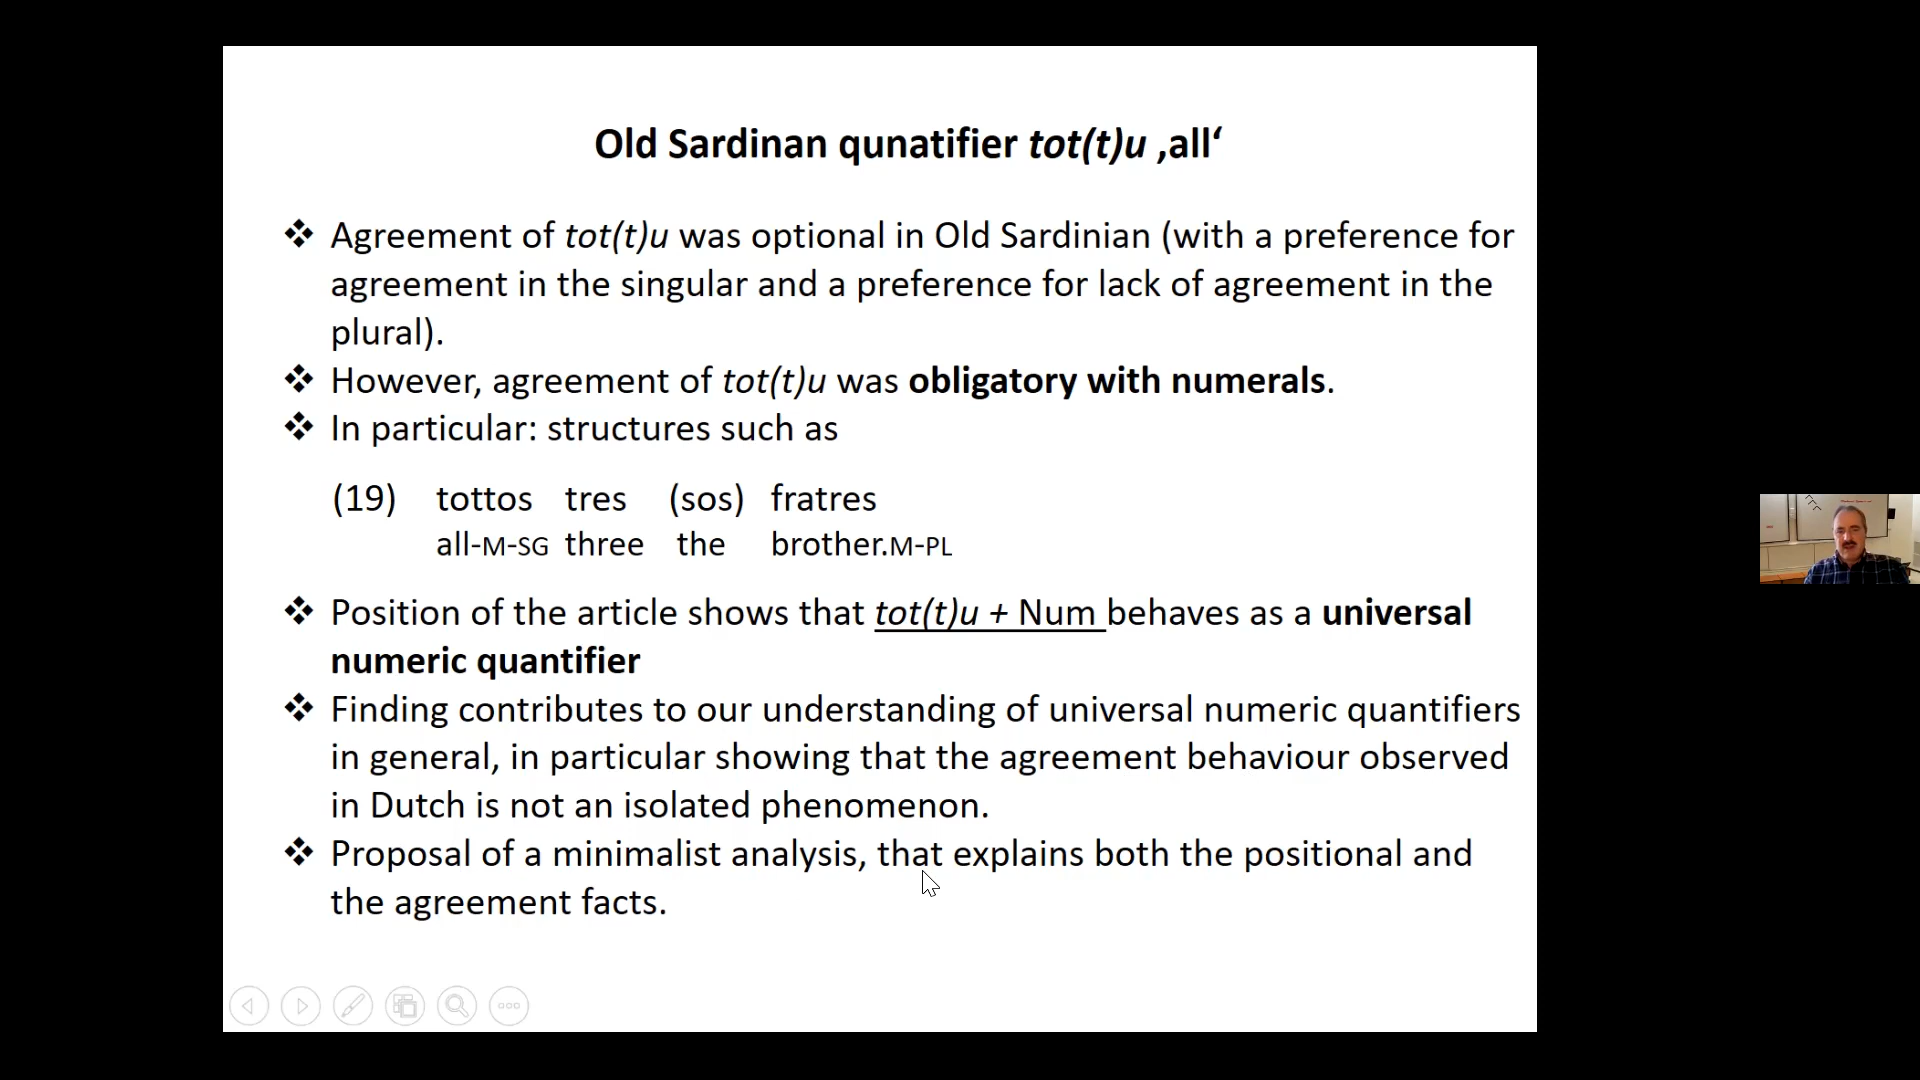 Old Sardinan qunatifier tot(t)u ‚all‘
❖ Agreement of tot(t)u was optional in Old Sardinian (with a preference for
agreement in the singular and a preference for lack of agreement in the
plural).
❖ However, agreement of tot(t)u was obligatory with numerals.
❖ In particular: structures such as
(19) tottos tres (sos) fratres
all-M-SG three the brother.M-PL
❖ Position of the article shows that tot(t)u + Num behaves as a universal
numeric quantifier
❖ Finding contributes to our understanding of universal numeric quantifiers
in general, in particular showing that the agreement behaviour observed
in Dutch is not an isolated phenomenon.
❖ Proposal of a minimalist analysis, that explains both the positional and
the agreement facts.